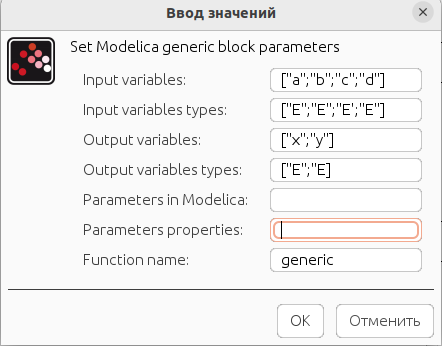 Ввод значений
Set Modelica generic block parameters
Input variables: ["a";"b";"c";"d"]
Input variables types: ["E";"E";"E';"E"]
Output variables: ["x";"y"]
Output variables types: ["E";"E]
Parameters in Modelica:
Parameters properties:
Function name: generic
OK Отменить